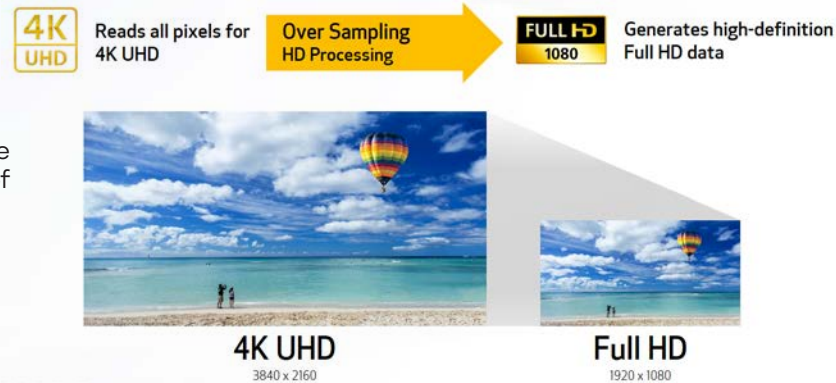 4K
UHD
Reads all pixels for
4K UHD
Over Sampling
HD Processing
FULL HD
1080
Generates high-definition
Full HD data
e
f
4K UHD
3840 x 2160
Full HD
1920 x 1080